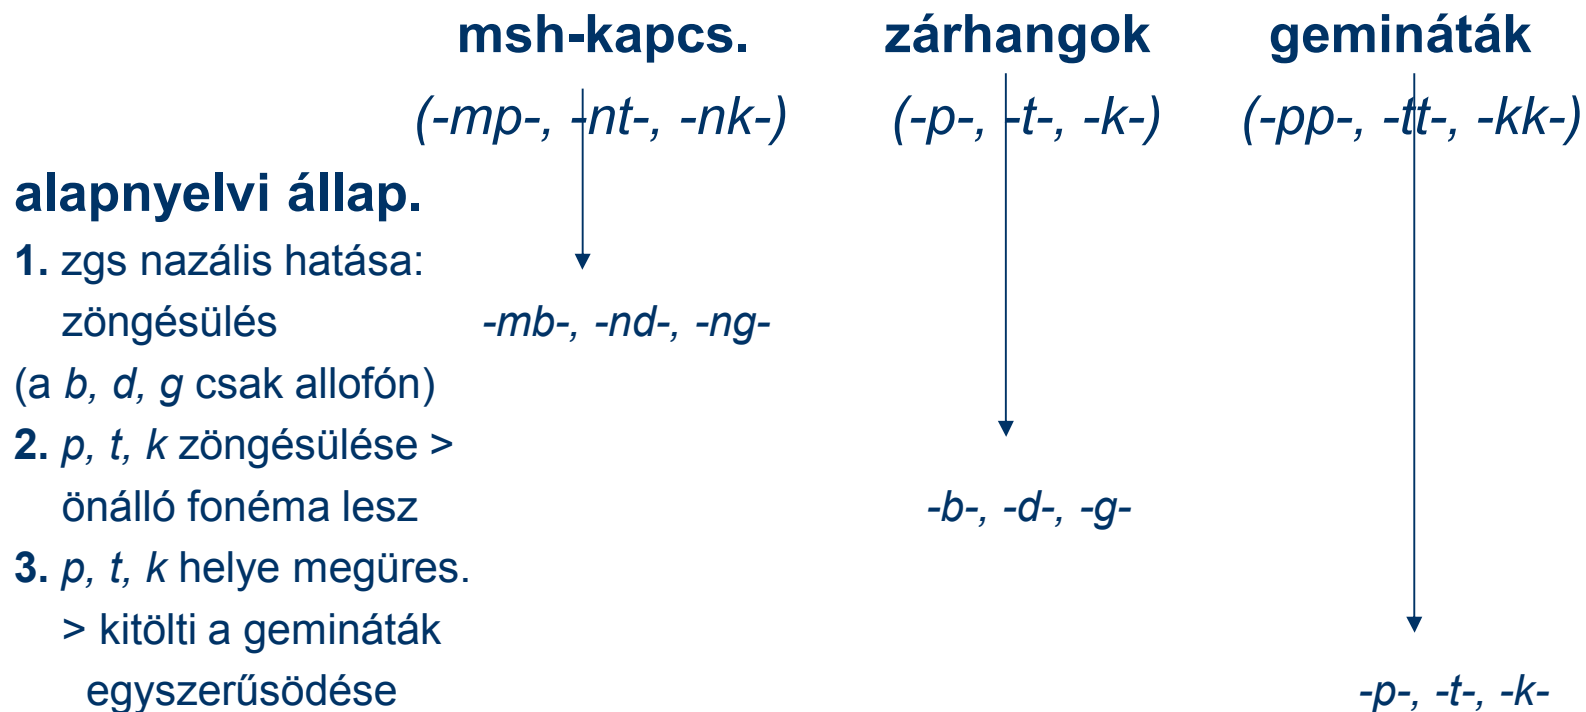 msh-kapcs. zárhangok gemináták
(-mp-, -nt-, -nk-) (-p-, -t-, -k-) (-pp-, -tt-, -kk-)
alapnyelvi állap.
1. zgs nazális hatása:
zöngésülés -mb-, -nd-, -ng-
(a b, d, g csak allofón)
2. p, t, k zöngésülése >
önálló fonéma lesz -b-, -d-, -g-
3. p, t, k helye megüres.
> kitölti a gemináták
egyszerűsödése -p-, -t-, -k-